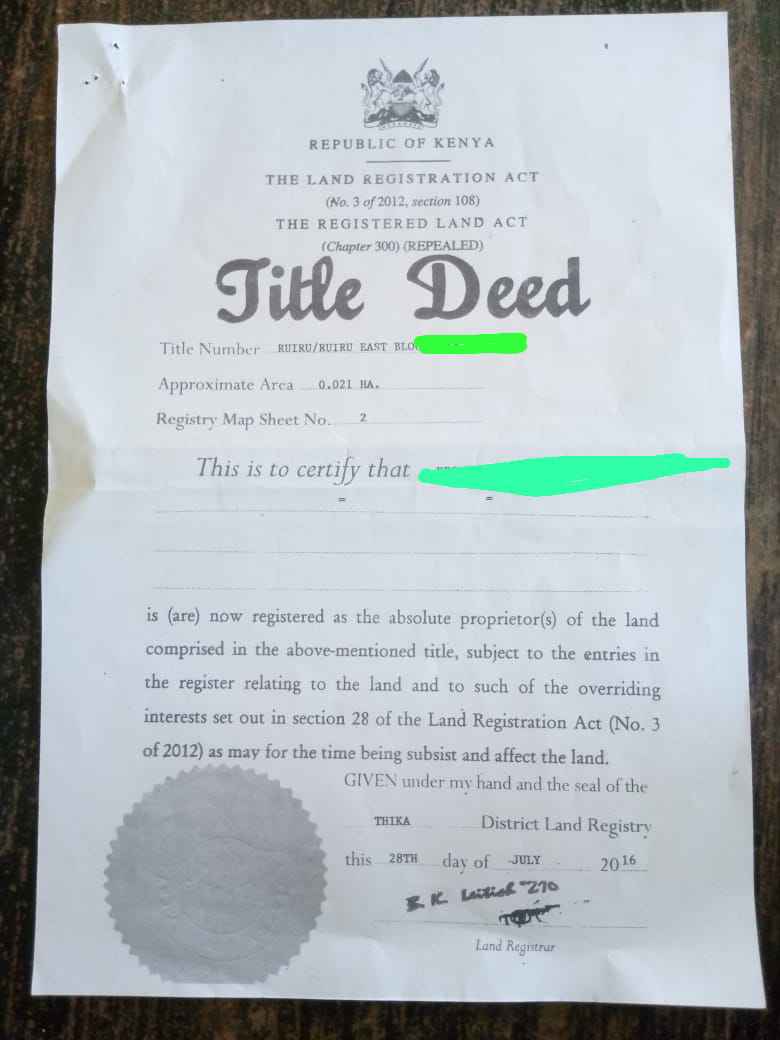 REPUBLIC OF KENYA
THE LAND REGISTRATION ACT
(No. 3 of 2012, section 108)
THE REGISTERED LAND ACT
(Chapter 300) (REPEALED)
Title Deed
Title Number RUIRU/RUIRU EAST BLO
Approximate Area 0.021 HA.
Registry Map Sheet No. 2
This is to certify that
= =
is (are) now registered as the absolute proprietor(s) of the land
comprised in the above-mentioned title, subject to the entries in
the register relating to the land and to such of the overriding
interests set out in section 28 of the Land Registration Act (No. 3
of 2012) as may for the time being subsist and affect the land.
GIVEN under my hand and the seal of the
THIKA District Land Registry
this 28TH day of JULY 2016
Land Registrar